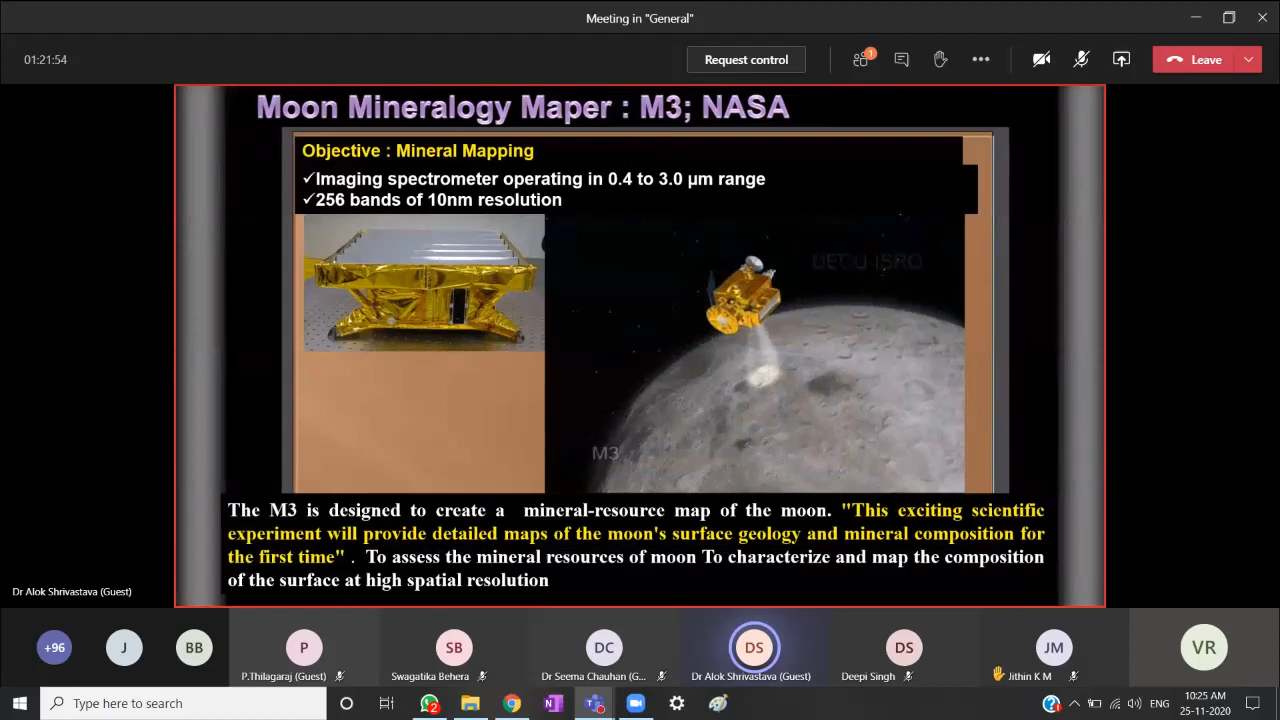 Meeting in "General"
01:21:54
Request control
1
Leave
Moon Mineralogy Maper : M3; NASA
Objective : Mineral Mapping
✓Imaging spectrometer operating in 0.4 to 3.0 µm range
✓256 bands of 10nm resolution
DECU-ISRO
M3
The M3 is designed to create a mineral-resource map of the moon. "This exciting scientific
experiment will provide detailed maps of the moon's surface geology and mineral composition for
the first time" . To assess the mineral resources of moon To characterize and map the composition
of the surface at high spatial resolution
Dr Alok Shrivastava (Guest)
+96
J
BB
P
P.Thilagaraj (Guest)
SB
Swagatika Behera
DC
Dr Seema Chauhan (G...
DS
Dr Alok Shrivastava (Guest)
DS
Deepi Singh
JM
Jithin K M
VR
Type here to search
2
ENG
10:25 AM
25-11-2020